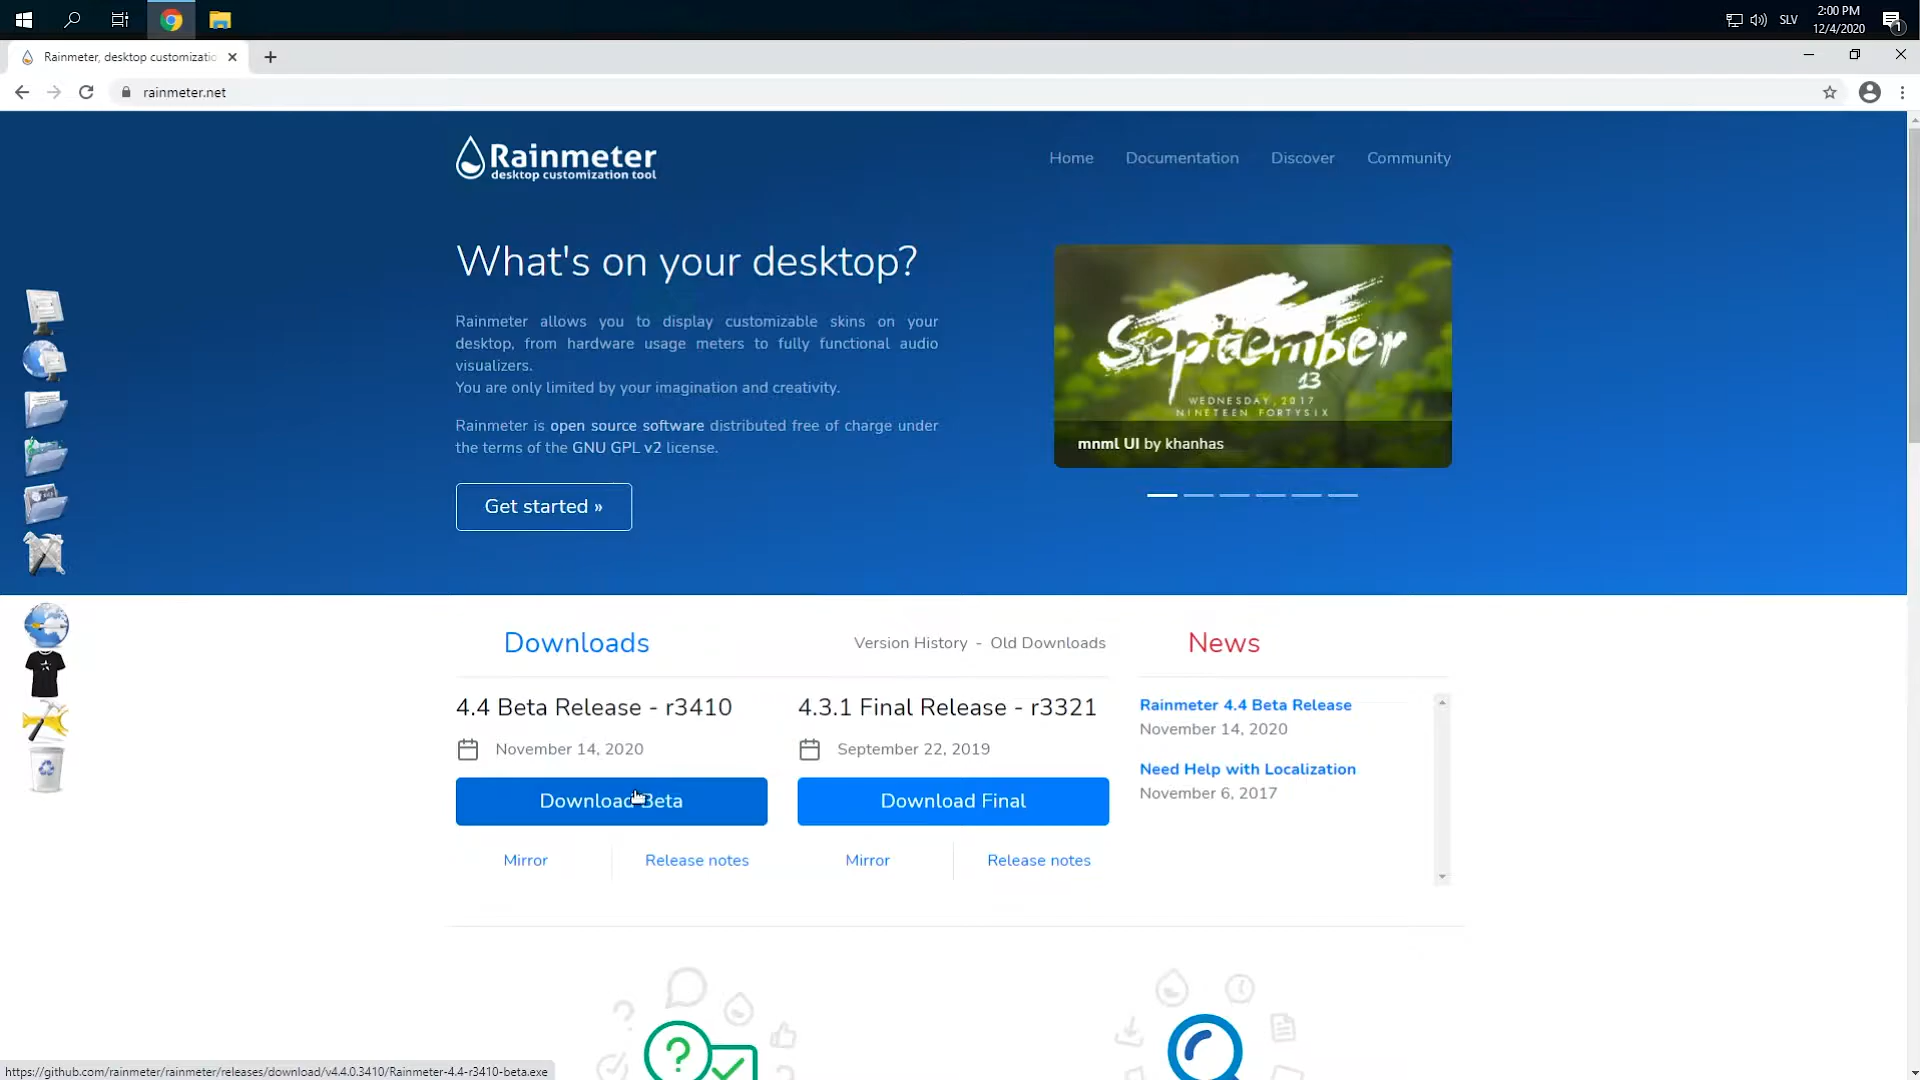 SLV
2:00 PM
12/4/2020
1
Rainmeter, desktop customizatio
rainmeter.net
Rainmeter
desktop customization tool
Home
Documentation
Discover
Community
What's on your desktop?
Rainmeter allows you to display customizable skins on your
desktop, from hardware usage meters to fully functional audio
visualizers.
You are only limited by your imagination and creativity.
Rainmeter is open source software distributed free of charge under
the terms of the GNU GPL v2 license.
Get started »
September
13
WEDNESDAY, 2017
NINETEEN FORTYSIX
mnml UI by khanhas
Downloads
Version History - Old Downloads
News
4.4 Beta Release - r3410
November 14, 2020
Download Beta
Mirror
Release notes
4.3.1 Final Release - r3321
September 22, 2019
Download Final
Mirror
Release notes
Rainmeter 4.4 Beta Release
November 14, 2020
Need Help with Localization
November 6, 2017
https://github.com/rainmeter/rainmeter/releases/download/v4.4.0.3410/Rainmeter-4.4-r3410-beta.exe